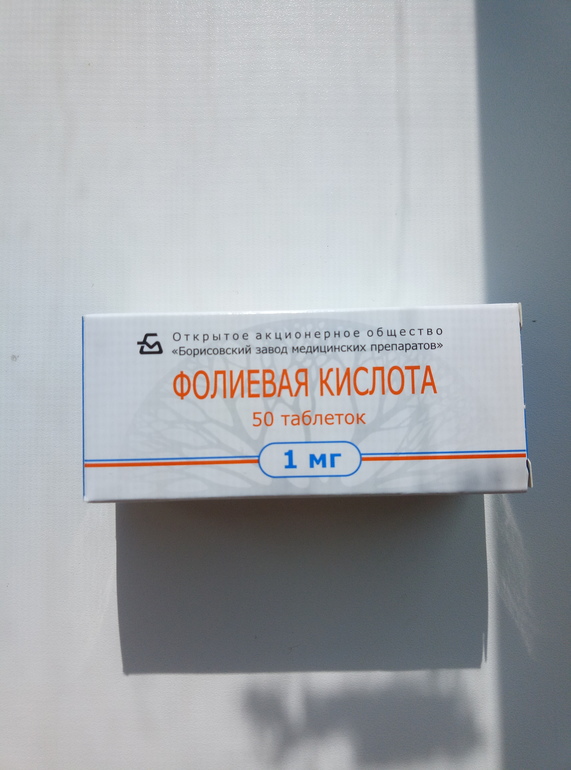 Открытое акционерное общество
«Борисовский завод медицинских препаратов»
ФОЛИЕВАЯ КИСЛОТА
50 таблеток
1 мг